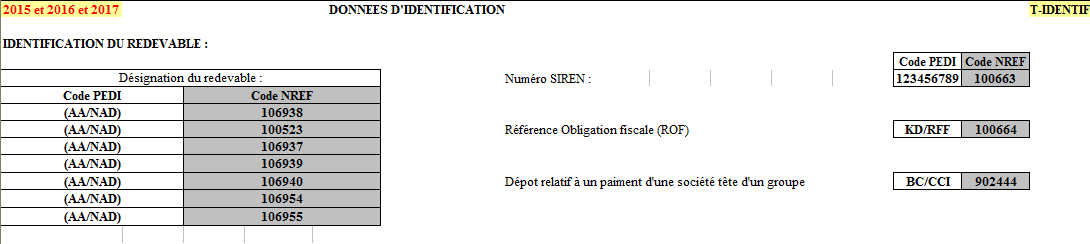 2015 et 2016 et 2017 DONNEES D'IDENTIFICATION T-IDENTIF
IDENTIFICATION DU REDEVABLE :
Code PEDI Code NREF
Désignation du redevable : Numéro SIREN : 123456789 100663
Code PEDI Code NREF
(AA/NAD) 106938
(AA/NAD) 100523 Référence Obligation fiscale (ROF) KD/RFF 100664
(AA/NAD) 106937
(AA/NAD) 106939
(AA/NAD) 106940 Dépot relatif à un paiment d'une société tête d'un groupe BC/CCI 902444
(AA/NAD) 106954
(AA/NAD) 106955